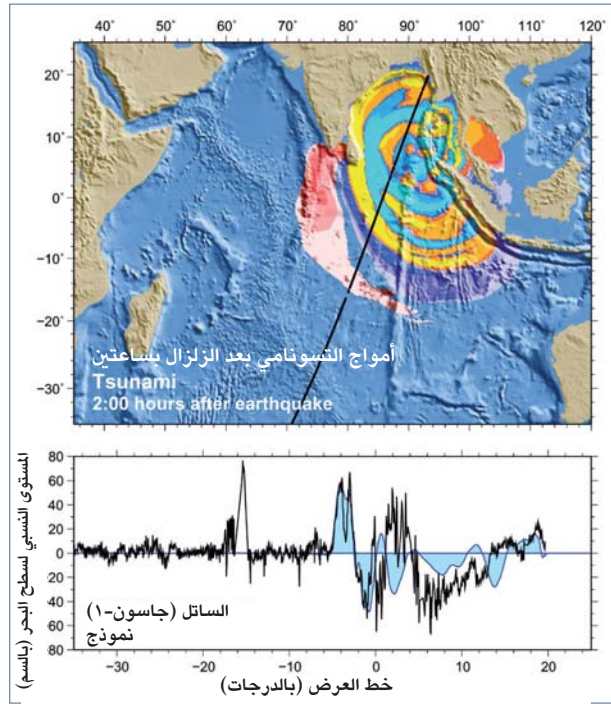 40° 50° 60° 70° 80° 90° 100° 110° 120°
20°
10°
0°
−10°
−20°
−30°
أمواج التسونامي بعد الزلزال بساعتين
Tsunami
2:00 hours after earthquake
المستوى النسبي لسطح البحر (بالسم)
80
60
40
20
0
20
40
60
80
الساتل (جاسون-١)
نموذج
−30 −20 −10 0 10 20
خط العرض (بالدرجات)